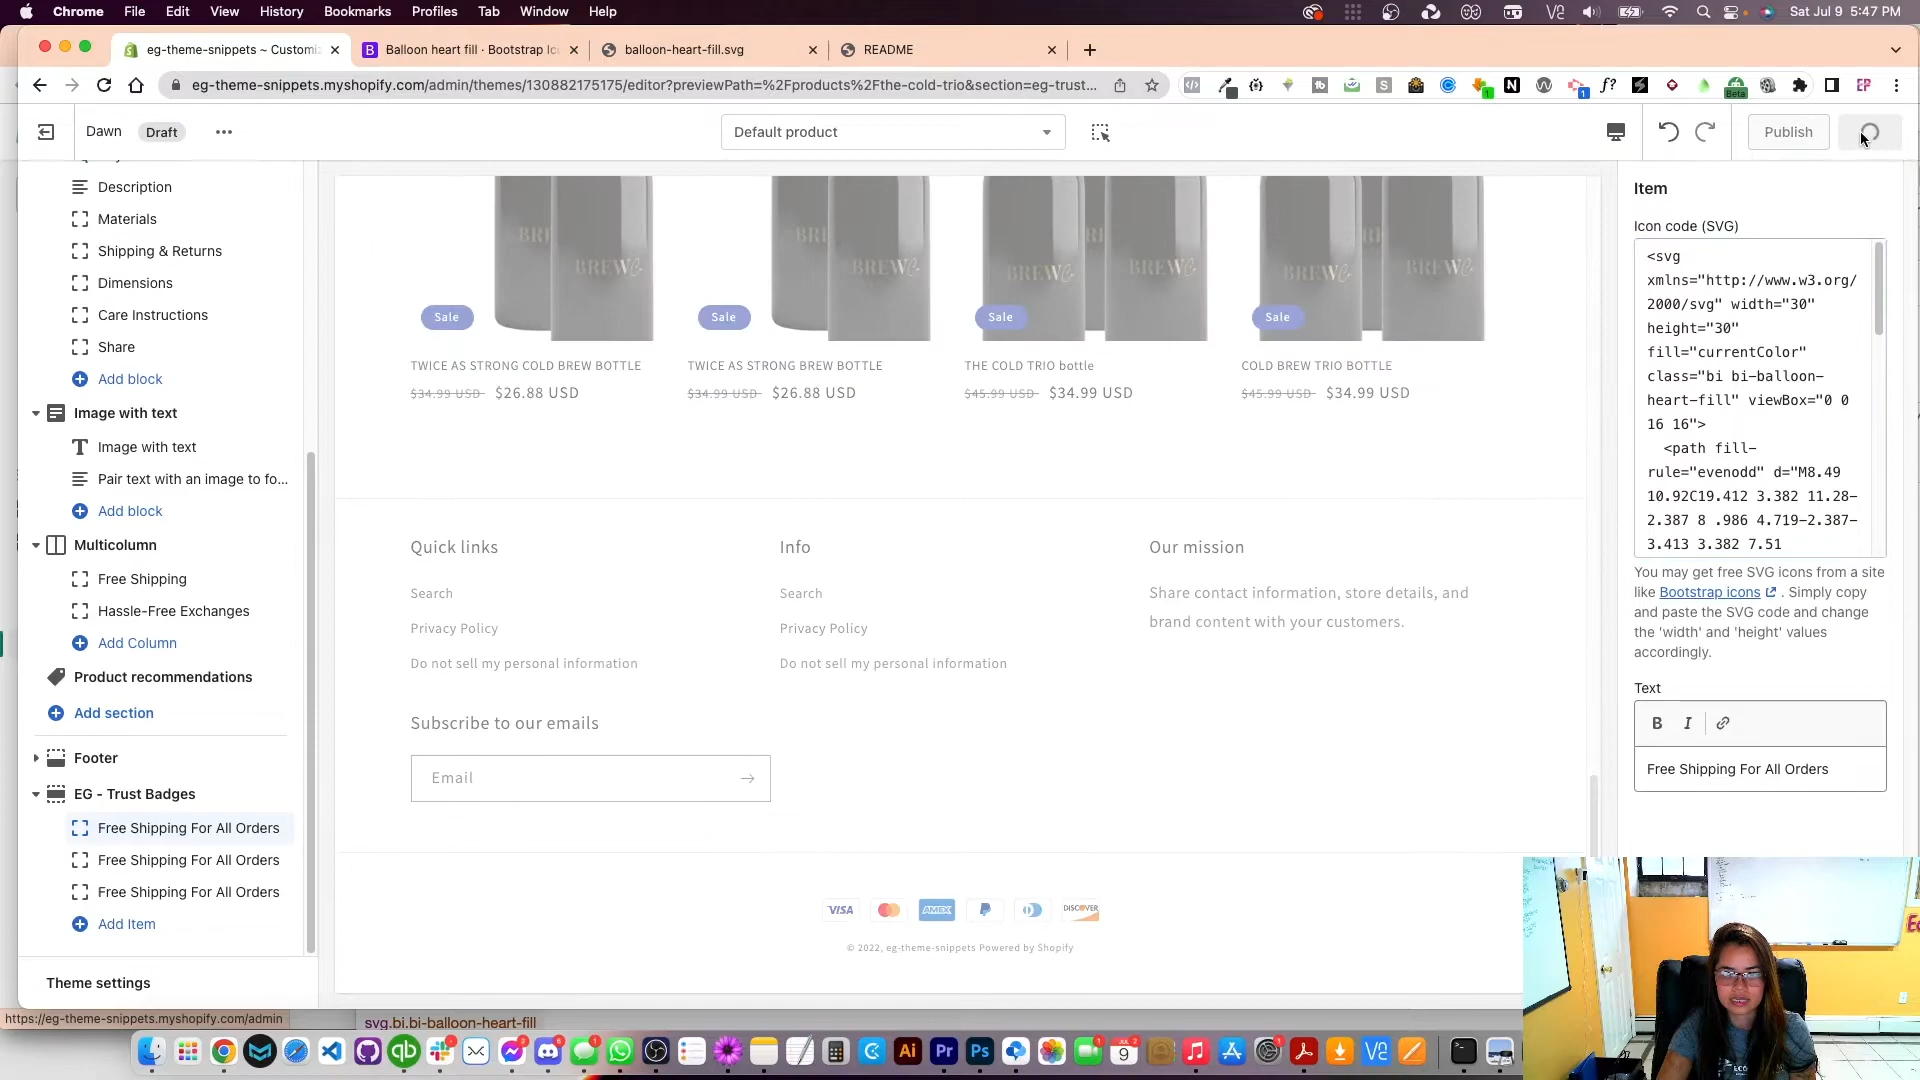 Chrome File Edit View History Bookmarks Profiles Tab Window Help
Sat Jul 9 5:47 PM
eg-theme-snippets ~ Customi
Balloon heart fill · Bootstrap Ic
balloon-heart-fill.svg
README
eg-theme-snippets.myshopify.com/admin/themes/130882175175/editor?previewPath=%2Fproducts%2Fthe-cold-trio&section=eg-trust...
Dawn
Draft
Default product
Publish
Description
Materials
Shipping & Returns
Dimensions
Care Instructions
Share
Add block
Image with text
Image with text
Pair text with an image to fo...
Add block
Multicolumn
Free Shipping
Hassle-Free Exchanges
Add Column
Product recommendations
Add section
Footer
EG - Trust Badges
Free Shipping For All Orders
Free Shipping For All Orders
Free Shipping For All Orders
Add Item
Theme settings
https://eg-theme-snippets.myshopify.com/admin
Sale
Sale
Sale
Sale
TWICE AS STRONG COLD BREW BOTTLE
$34.99 USD $26.88 USD
TWICE AS STRONG BREW BOTTLE
$34.99 USD $26.88 USD
THE COLD TRIO bottle
$45.99 USD $34.99 USD
COLD BREW TRIO BOTTLE
$45.99 USD $34.99 USD
Quick links
Search
Privacy Policy
Do not sell my personal information
Info
Search
Privacy Policy
Do not sell my personal information
Our mission
Share contact information, store details, and
brand content with your customers.
Subscribe to our emails
Email
VISA
AMEX
DISCOVER
© 2022, eg-theme-snippets Powered by Shopify
Item
Icon code (SVG)
<svg
xmlns="http://www.w3.org/
2000/svg" width="30"
height="30"
fill="currentColor"
class="bi bi-balloon-
heart-fill" viewBox="0 0
16 16">
<path fill-
rule="evenodd" d="M8.49
10.92C19.412 3.382 11.28-
2.387 8 .986 4.719-2.387-
3.413 3.382 7.51
You may get free SVG icons from a site
like Bootstrap icons . Simply copy
and paste the SVG code and change
the 'width' and 'height' values
accordingly.
Text
B I
Free Shipping For All Orders
svg.bi.bi-balloon-heart-fill